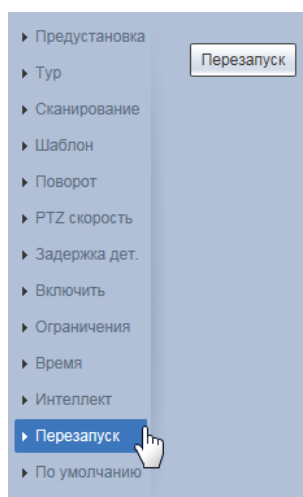 Предустановка
Тур
Сканирование
Шаблон
Поворот
PTZ скорость
Задержка дет.
Включить
Ограничения
Время
Интеллект
Перезапуск
По умолчанию
Перезапуск